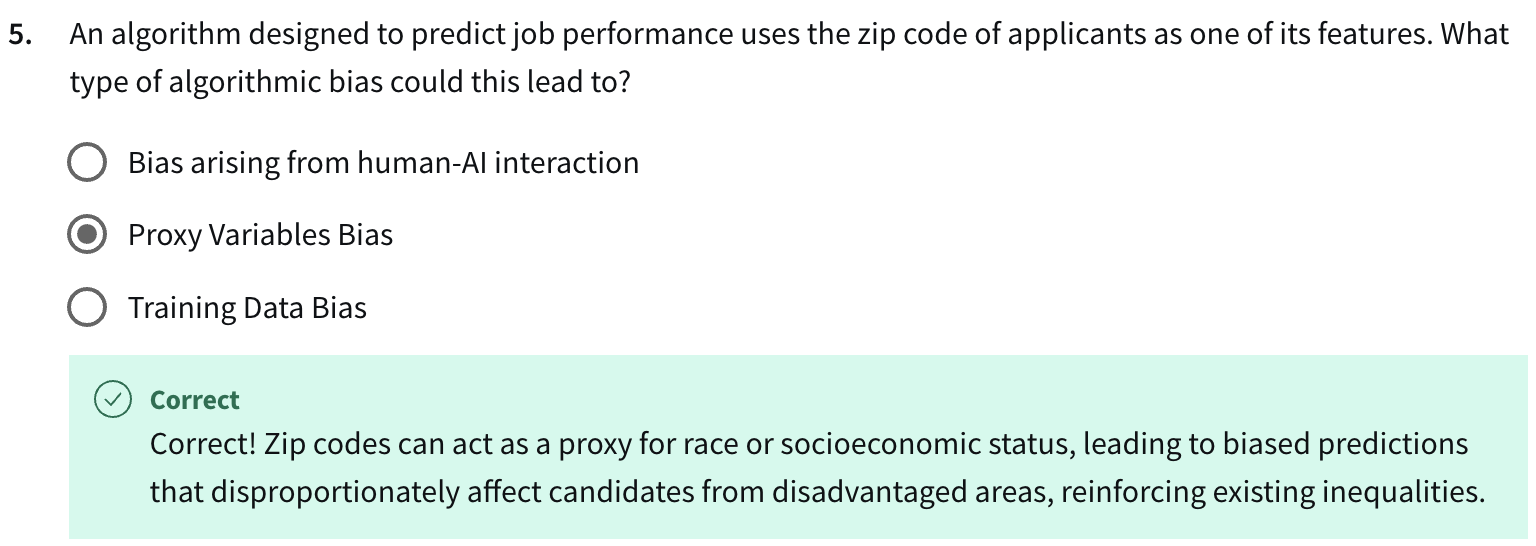 5. An algorithm designed to predict job performance uses the zip code of applicants as one of its features. What
type of algorithmic bias could this lead to?
Bias arising from human-AI interaction
Proxy Variables Bias
Training Data Bias
Correct
Correct! Zip codes can act as a proxy for race or socioeconomic status, leading to biased predictions
that disproportionately affect candidates from disadvantaged areas, reinforcing existing inequalities.